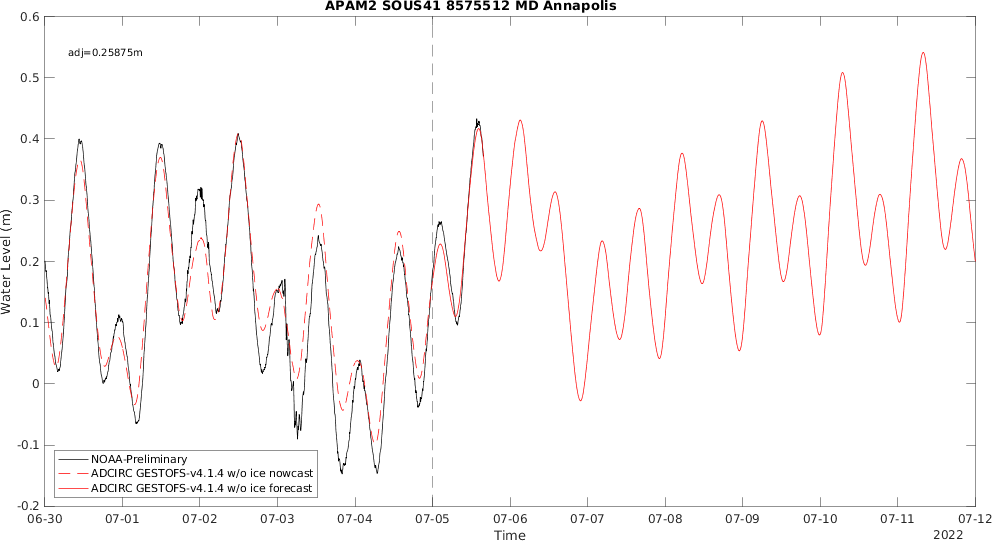 APAM2 SOUS41 8575512 MD Annapolis
adj=0.25875m
Water Level (m)
0.6
0.5
0.4
0.3
0.2
0.1
0
-0.1
-0.2
NOAA-Preliminary
ADCIRC GESTOFS-v4.1.4 w/o ice nowcast
ADCIRC GESTOFS-v4.1.4 w/o ice forecast
06-30 07-01 07-02 07-03 07-04 07-05 07-06 07-07 07-08 07-09 07-10 07-11 07-12
Time
2022